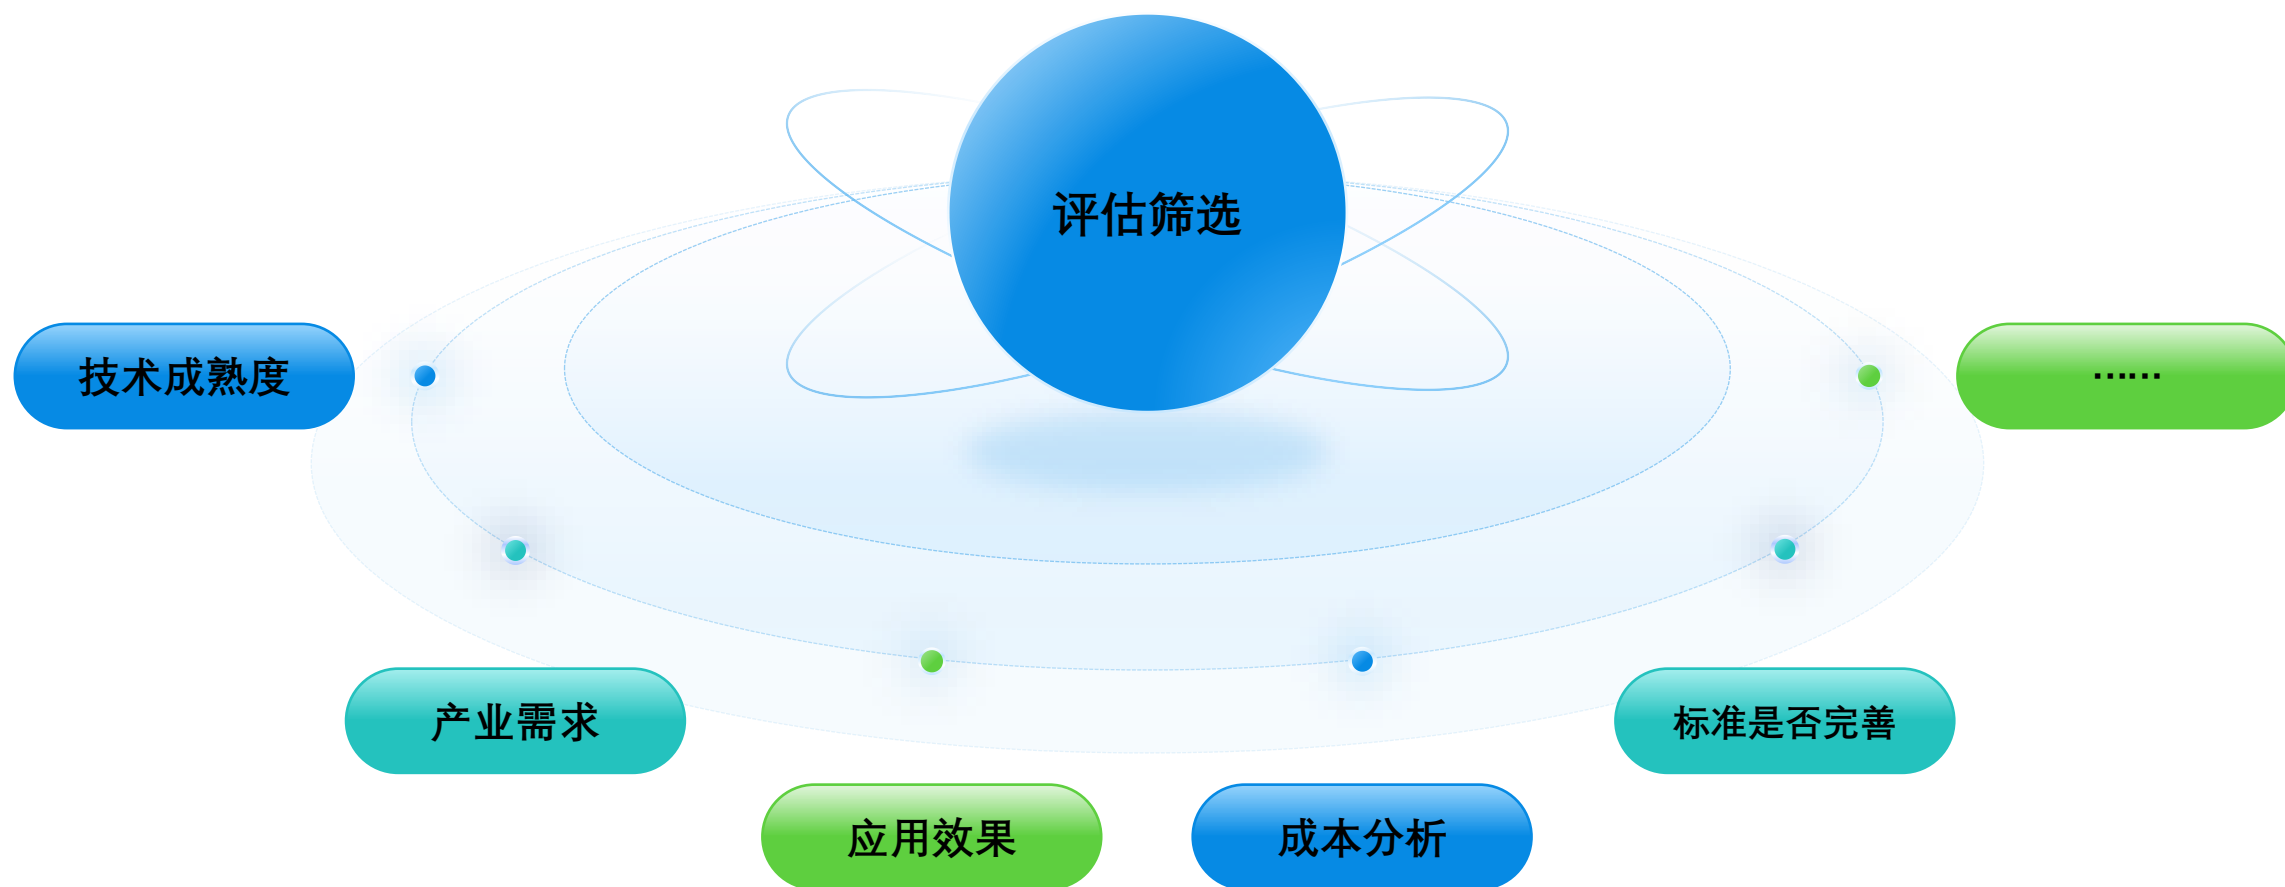 评估筛选
技术成熟度
……
产业需求
标准是否完善
应用效果
成本分析